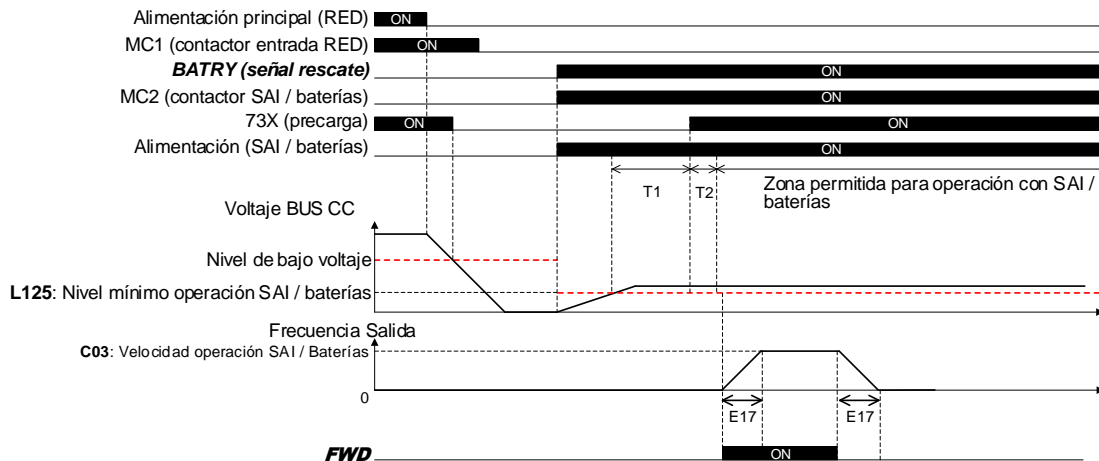 Alimentación principal (RED)
ON
MC1 (contactor entrada RED)
ON
BATRY (señal rescate)
ON
MC2 (contactor SAI / baterías)
ON
73X (precarga)
ON
ON
Alimentación (SAI / baterías)
ON
T1
T2
Zona permitida para operación con SAI /
baterías
Voltaje BUS CC
Nivel de bajo voltaje
L125: Nivel mínimo operación SAI / baterías
Frecuencia Salida
C03: Velocidad operación SAI / Baterías
0
E17
E17
FWD
ON